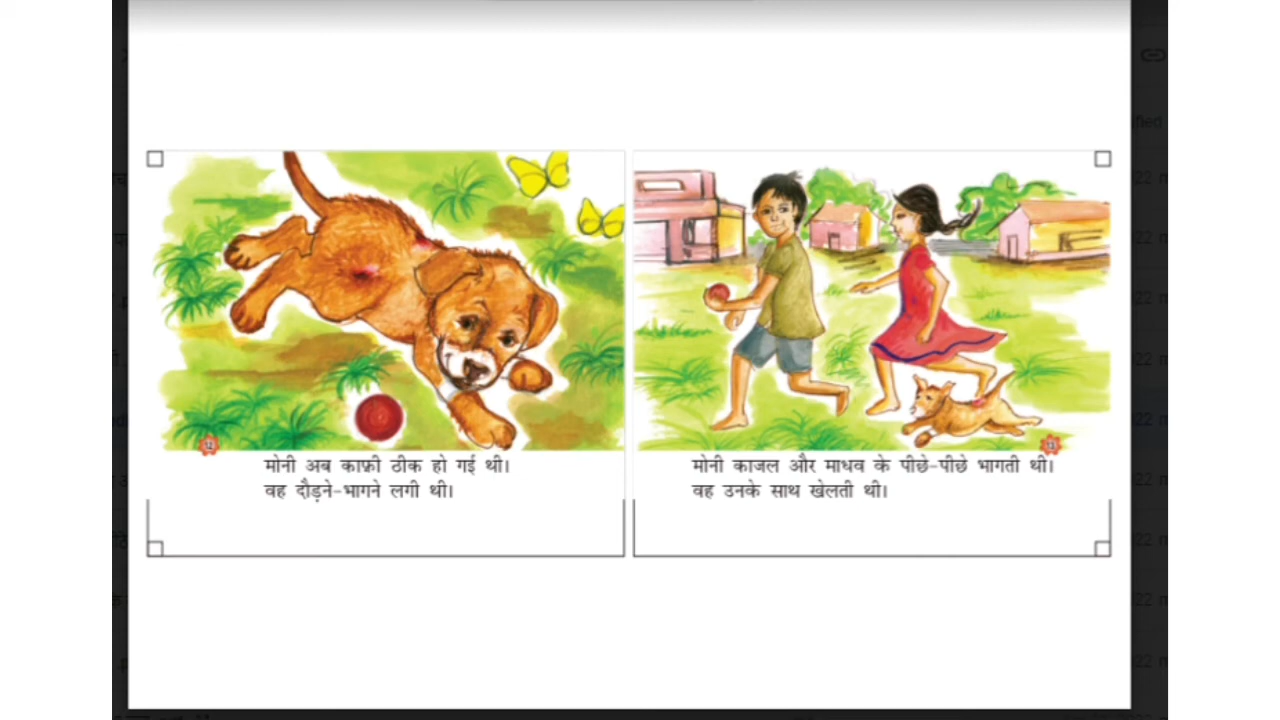 मोनी अब काफ़ी ठीक हो गई थी।
वह दौड़ने-भागने लगी थी।
मोनी काजल और माधव के पीछे-पीछे भागती थी।
वह उनके साथ खेलती थी।